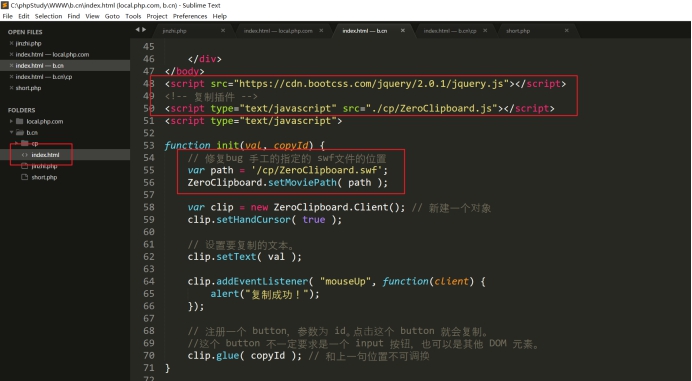 C:\phpStudy\WWW\b.cn\index.html (local.php.com, b.cn) - Sublime Text
File Edit Selection Find View Goto Tools Project Preferences Help
OPEN FILES
jinzhi.php
index.html — local.php.com
index.html — b.cn
index.html — b.cn\cp
short.php
FOLDERS
local.php.com
b.cn
cp
index.html
jinzhi.php
short.php
jinzhi.php index.html — local.php.com index.html — b.cn index.html — b.cn\cp short.php
45
46 </div>
47 </body>
48 <script src="https://cdn.bootcss.com/jquery/2.0.1/jquery.js"></script>
49 <!-- 复制插件 -->
50 <script type="text/javascript" src="./cp/ZeroClipboard.js"></script>
51 <script type="text/javascript">
52
53 function init(val, copyId) {
54 // 修复bug 手工的指定的 swf文件的位置
55 var path = '/cp/ZeroClipboard.swf';
56 ZeroClipboard.setMoviePath( path );
57
58 var clip = new ZeroClipboard.Client(); // 新建一个对象
59 clip.setHandCursor( true );
60
61 // 设置要复制的文本。
62 clip.setText( val );
63
64 clip.addEventListener( "mouseUp", function(client) {
65 alert("复制成功！");
66 });
67
68 // 注册一个 button，参数为 id。点击这个 button 就会复制。
69 //这个 button 不一定要求是一个 input 按钮，也可以是其他 DOM 元素。
70 clip.glue( copyId ); // 和上一句位置不可调换
71 }
72